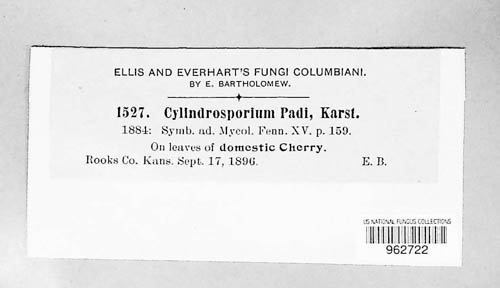 ELLIS AND EVERHART'S FUNGI COLUMBIANI.
BY E. BARTHOLOMEW.
1527. Cylindrosporium Padi, Karst.
1884: Symb. ad. Mycol. Fenn. XV. p. 159.
On leaves of domestic Cherry.
Rooks Co. Kans. Sept. 17, 1896. E. B.
US NATIONAL FUNGUS COLLECTIONS
962722